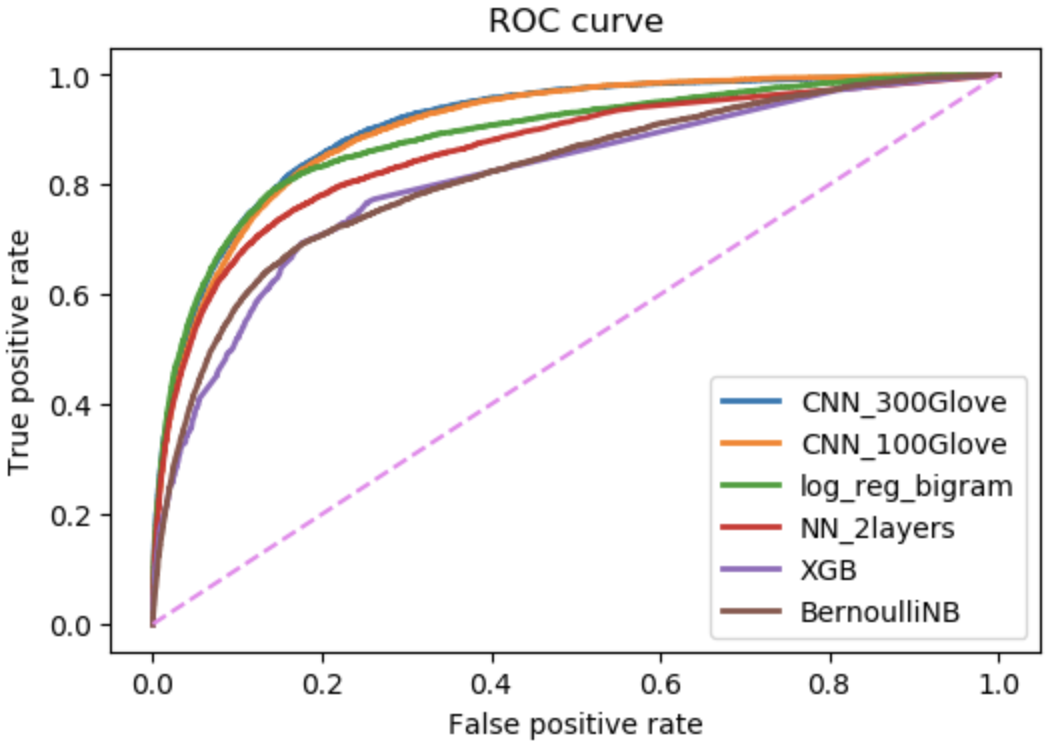 ROC curve
1.0
0.8
0.6
0.4
0.2
0.0
True positive rate
CNN_300Glove
CNN_100Glove
log_reg_bigram
NN_2layers
XGB
BernoulliNB
0.0 0.2 0.4 0.6 0.8 1.0
False positive rate